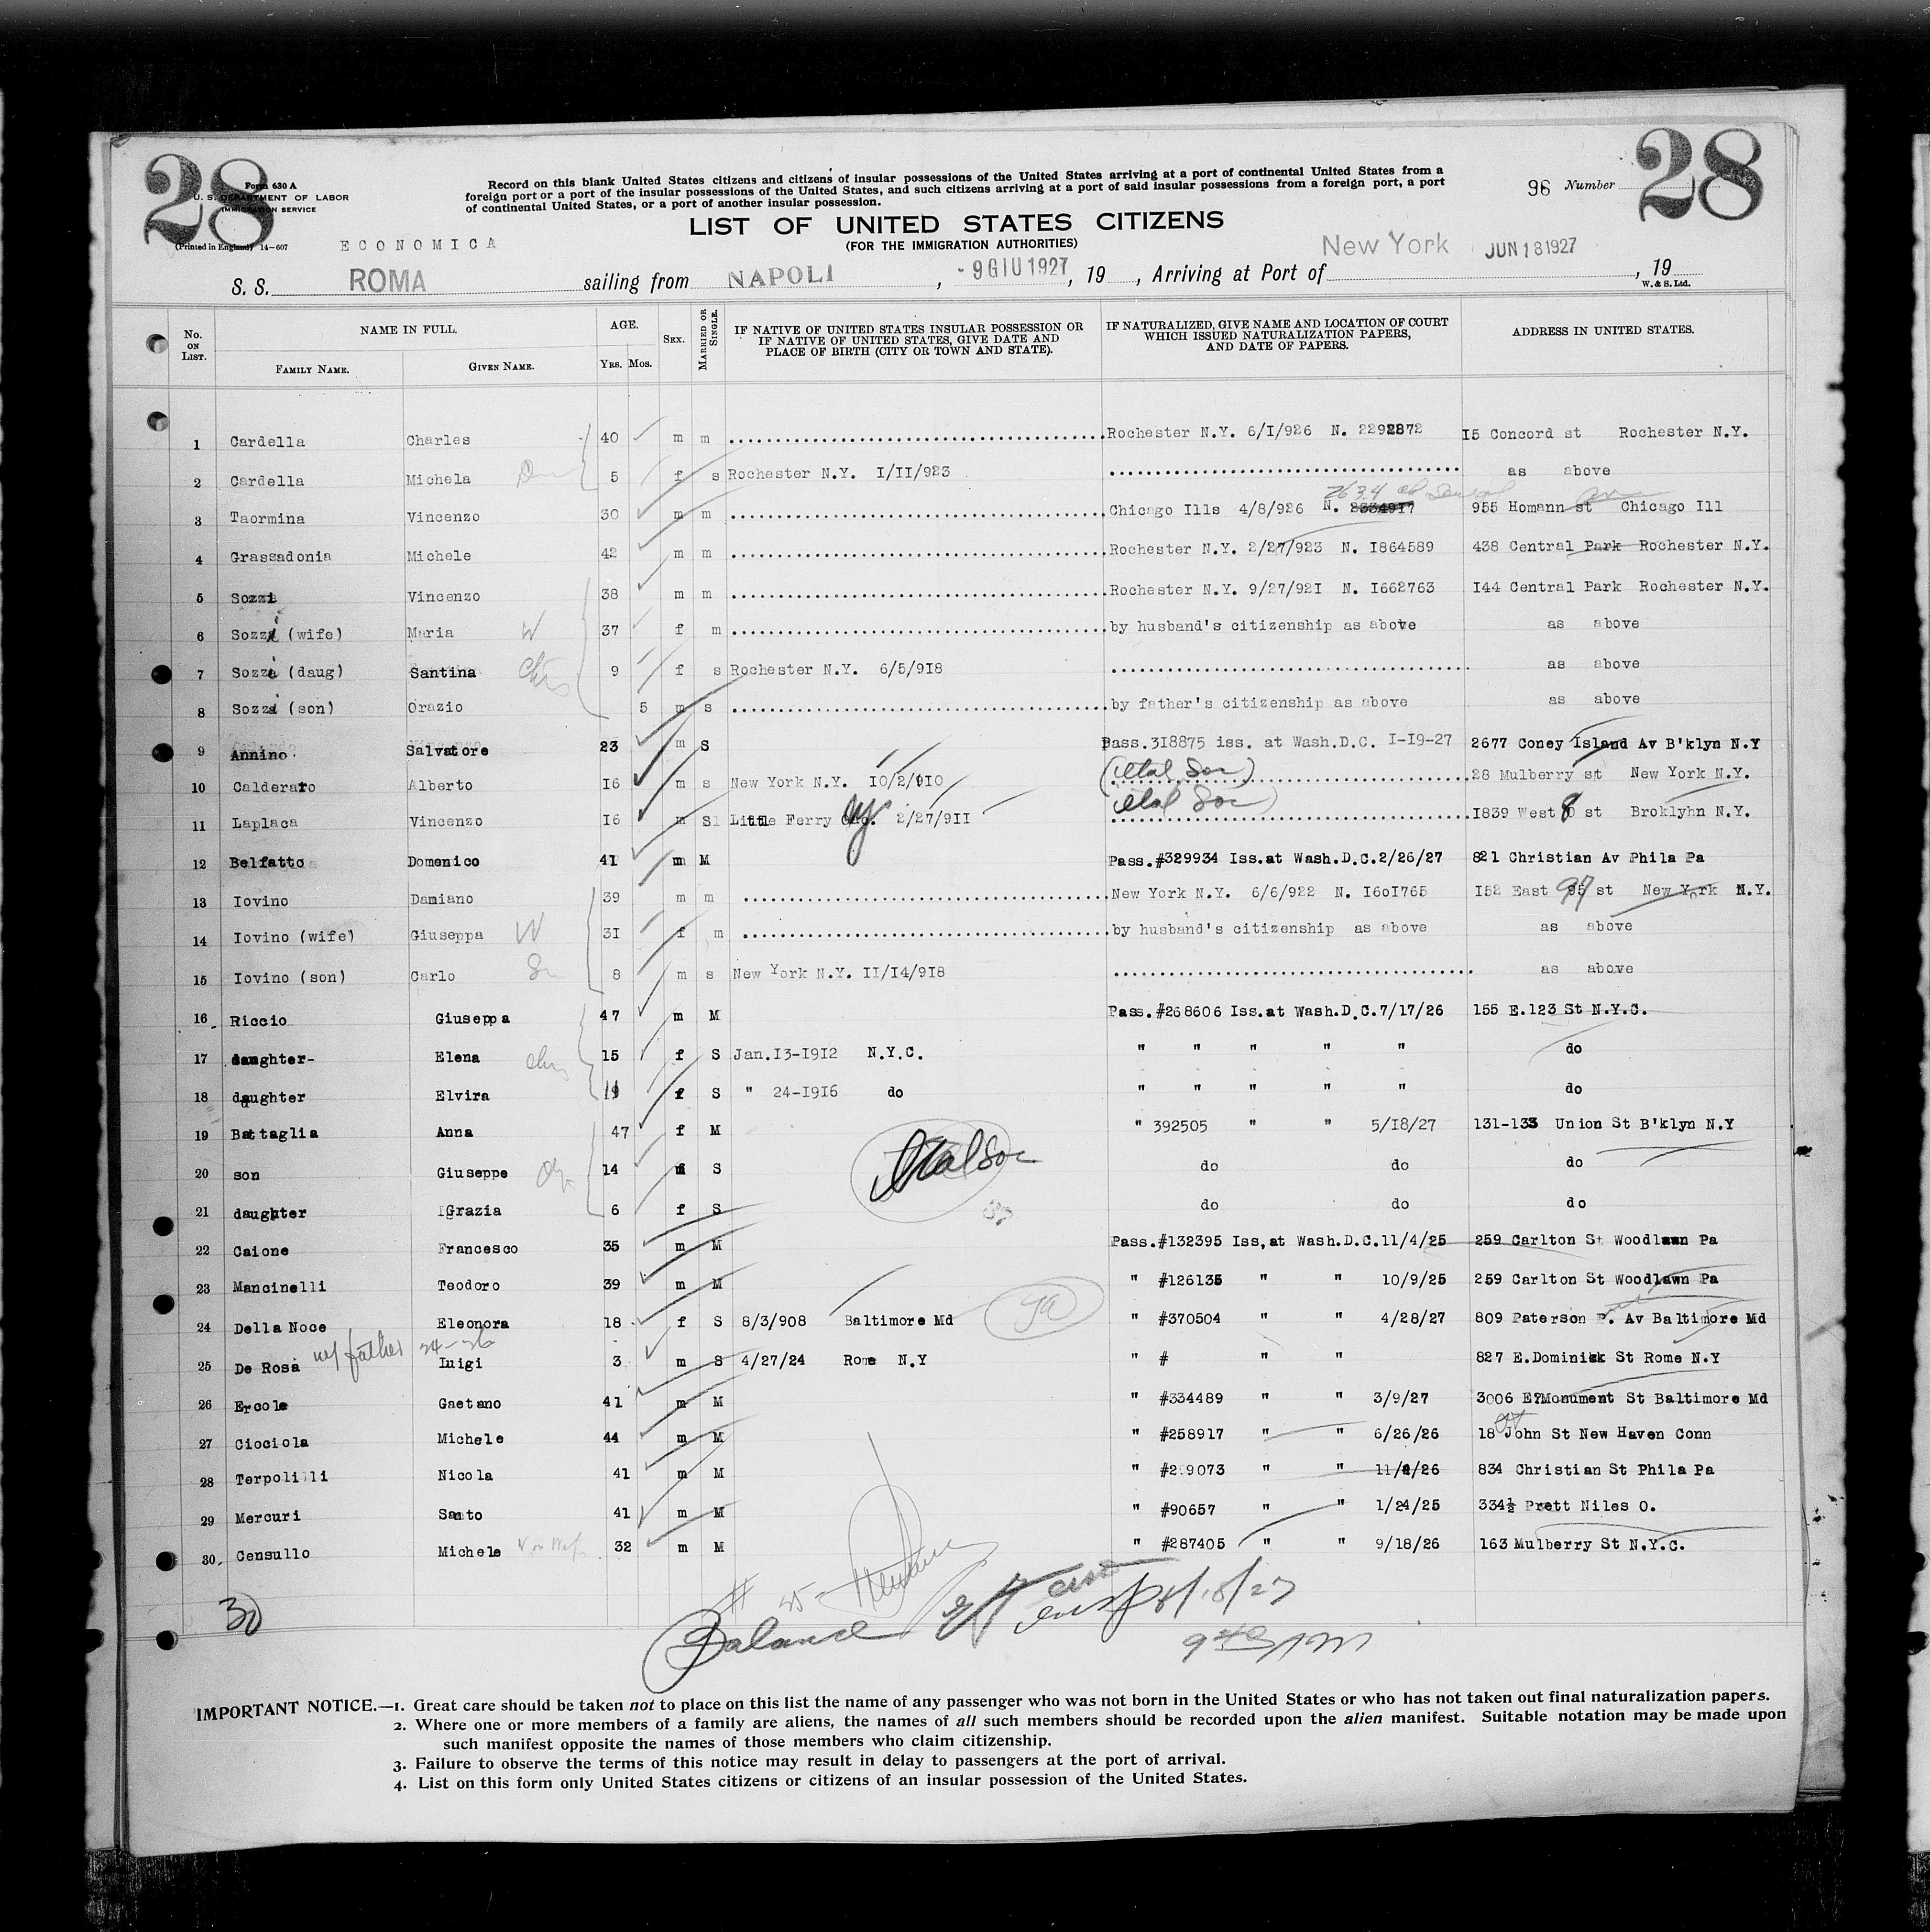 28
28
Form 630 A
U. S. DEPARTMENT OF LABOR
IMMIGRATION SERVICE
(Printed in England) 14—607
Record on this blank United States citizens and citizens of insular possessions of the United States arriving at a port of continental United States from a
foreign port or a port of the insular possessions of the United States, and such citizens arriving at a port of said insular possessions from a foreign port, a port
of continental United States, or a port of another insular possession.
96 Number
LIST OF UNITED STATES CITIZENS
(FOR THE IMMIGRATION AUTHORITIES)
ECONOMICA
S. S. ROMA sailing from NAPOLI, - 9 GIU 1927, 19 , Arriving at Port of New York JUN 18 1927, 19
W. & S. Ltd.
No. ON LIST. NAME IN FULL. FAMILY NAME. GIVEN NAME. AGE. YRS. MOS. SEX. MARRIED OR SINGLE. IF NATIVE OF UNITED STATES INSULAR POSSESSION OR IF NATIVE OF UNITED STATES, GIVE DATE AND PLACE OF BIRTH (CITY OR TOWN AND STATE). IF NATURALIZED, GIVE NAME AND LOCATION OF COURT WHICH ISSUED NATURALIZATION PAPERS, AND DATE OF PAPERS. ADDRESS IN UNITED STATES.
1 Cardella Charles 40 m m Rochester N.Y. 6/I/926 N. 2292872 I5 Concord st Rochester N.Y.
2 Cardella Michela 5 f s Rochester N.Y. I/II/923 as above
3 Taormina Vincenzo 30 m m Chicago Ills 4/8/926 N. 955 Homann st Chicago Ill
4 Grassadonia Michele 42 m m Rochester N.Y. 2/27/923 N. I864589 438 Central Park Rochester N.Y.
5 Sozzi Vincenzo 38 m m Rochester N.Y. 9/27/92I N. I662763 I44 Central Park Rochester N.Y.
6 Sozzi (wife) Maria W 37 f m by husband's citizenship as above as above
7 Sozzi (daug) Santina 9 f s Rochester N.Y. 6/5/9I8 as above
8 Sozzi (son) Orazio 5 m s by father's citizenship as above as above
9 Annino Salvatore 23 m S Pass.3I8875 iss. at Wash.D.C. I-I9-27 2677 Coney Island Av B'klyn N.Y
10 Calderaro Alberto I6 m s New York N.Y. I0/2/9I0 (Ital Soc) 28 Mulberry st New York N.Y.
11 Laplaca Vincenzo I6 m S Little Ferry NJ 2/27/9II Ital Soc) I839 West 8 st Broklyhn N.Y.
12 Belfatto Domenico 41 m M Pass.#329934 Iss.at Wash.D.C.2/26/27 821 Christian Av Phila Pa
13 Iovino Damiano 39 m m New York N.Y. 6/6/922 N. I60I765 I52 East 97 st New York N.Y.
14 Iovino (wife) Giuseppa W 3I f m by husband's citizenship as above as above
15 Iovino (son) Carlo 8 m s New York N.Y. II/I4/9I8 as above
16 Riccio Giuseppa 47 m M Pass.#268606 Iss.at Wash.D.C.7/17/26 155 E.123 St N.Y.C.
17 daughter- Elena 15 f S Jan.I3-I9I2 N.Y.C. " " " " " do
18 daughter Elvira 11 f S " 24-I9I6 do " " " " " do
19 Battaglia Anna 47 f M " 392505 " " 5/I8/27 131-133 Union St B'klyn N.Y
20 son Giuseppe 14 m S Ital Soc do do do
21 daughter Grazia 6 f S do do do
22 Caione Francesco 35 m M Pass.#132395 Iss,at Wash.D.C.11/4/25 259 Carlton St Woodlawn Pa
23 Mancinelli Teodoro 39 m M " #126135 " " 10/9/25 259 Carlton St Woodlawn Pa
24 Della Noce Eleonora 18 f S 8/3/908 Baltimore Md " #370504 " " 4/28/27 809 Paterson P. Av Baltimore Md
25 De Rosa w/ father 24-26 Luigi 3 m S 4/27/24 Rome N.Y " # " " 827 E.Dominick St Rome N.Y
26 Ercole Gaetano 41 m M " #334489 " " 3/9/27 3006 E?Monument St Baltimore Md
27 Ciociola Michele 44 m M " #258917 " " 6/26/26 18 John St New Haven Conn
28 Terpolilli Nicola 41 m M " " " 834 Christian St Phila Pa
29 Mercuri Santo 41 m M " #90657 " " 1/24/25 334½ Prett Niles O.
30 Censullo Michele 32 m M " #287405 " " 9/18/26 163 Mulberry St N.Y.C.
30
Balance
9 40 AM
IMPORTANT NOTICE.—1. Great care should be taken not to place on this list the name of any passenger who was not born in the United States or who has not taken out final naturalization papers.
2. Where one or more members of a family are aliens, the names of all such members should be recorded upon the alien manifest. Suitable notation may be made upon
such manifest opposite the names of those members who claim citizenship.
3. Failure to observe the terms of this notice may result in delay to passengers at the port of arrival.
4. List on this form only United States citizens or citizens of an insular possession of the United States.